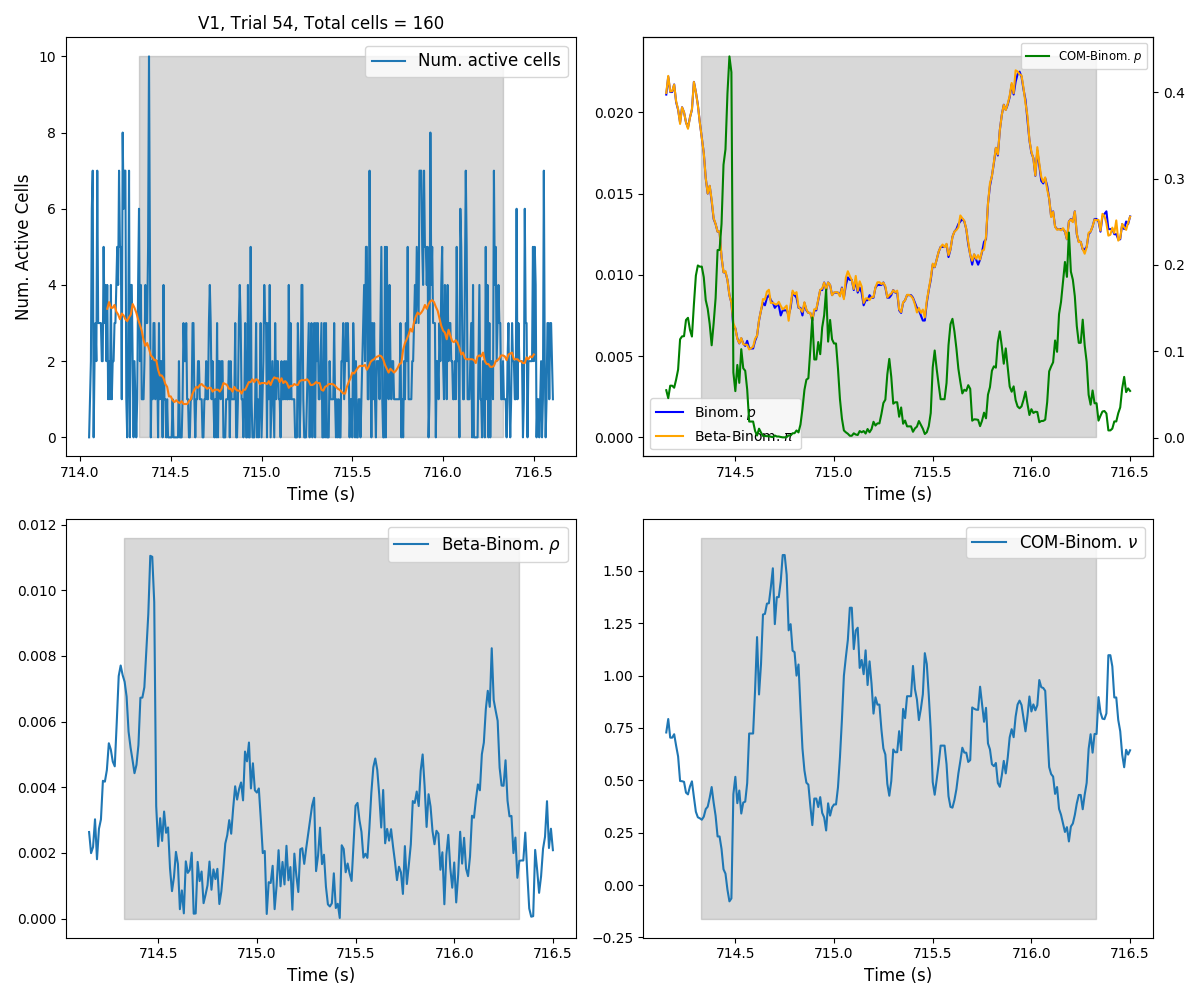 V1, Trial 54, Total cells = 160
Num. Active Cells
10
8
6
4
2
0
Num. active cells
714.0 714.5 715.0 715.5 716.0 716.5
Time (s)
0.020
0.015
0.010
0.005
0.000
COM-Binom. p
0.4
0.3
0.2
0.1
0.0
Binom. p
Beta-Binom. π
714.5 715.0 715.5 716.0 716.5
Time (s)
0.012
0.010
0.008
0.006
0.004
0.002
0.000
Beta-Binom. ρ
714.5 715.0 715.5 716.0 716.5
Time (s)
1.50
1.25
1.00
0.75
0.50
0.25
0.00
−0.25
COM-Binom. ν
714.5 715.0 715.5 716.0 716.5
Time (s)